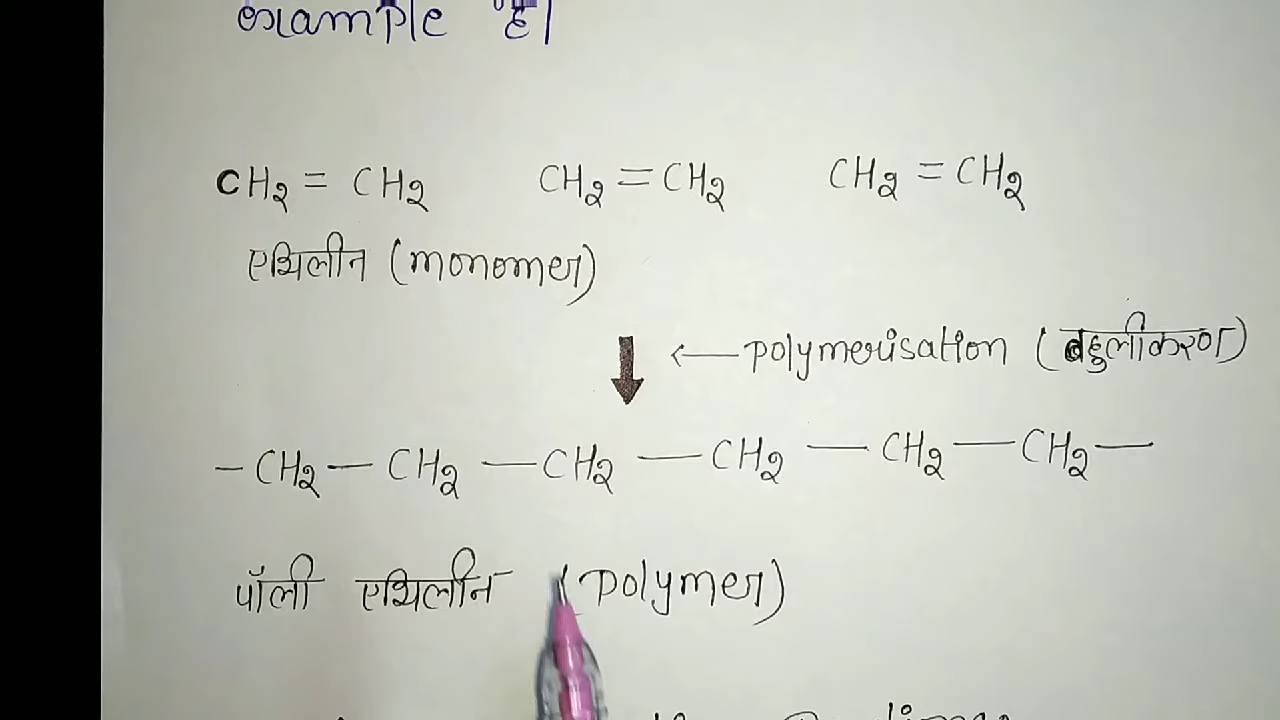 example है।
CH2 = CH2 CH2 = CH2 CH2 = CH2
एथिलीन (monomer)
← polymerisation (बहुलीकरण)
- CH2 - CH2 - CH2 - CH2 - CH2 - CH2 -
पॉली एथिलीन (polymer)